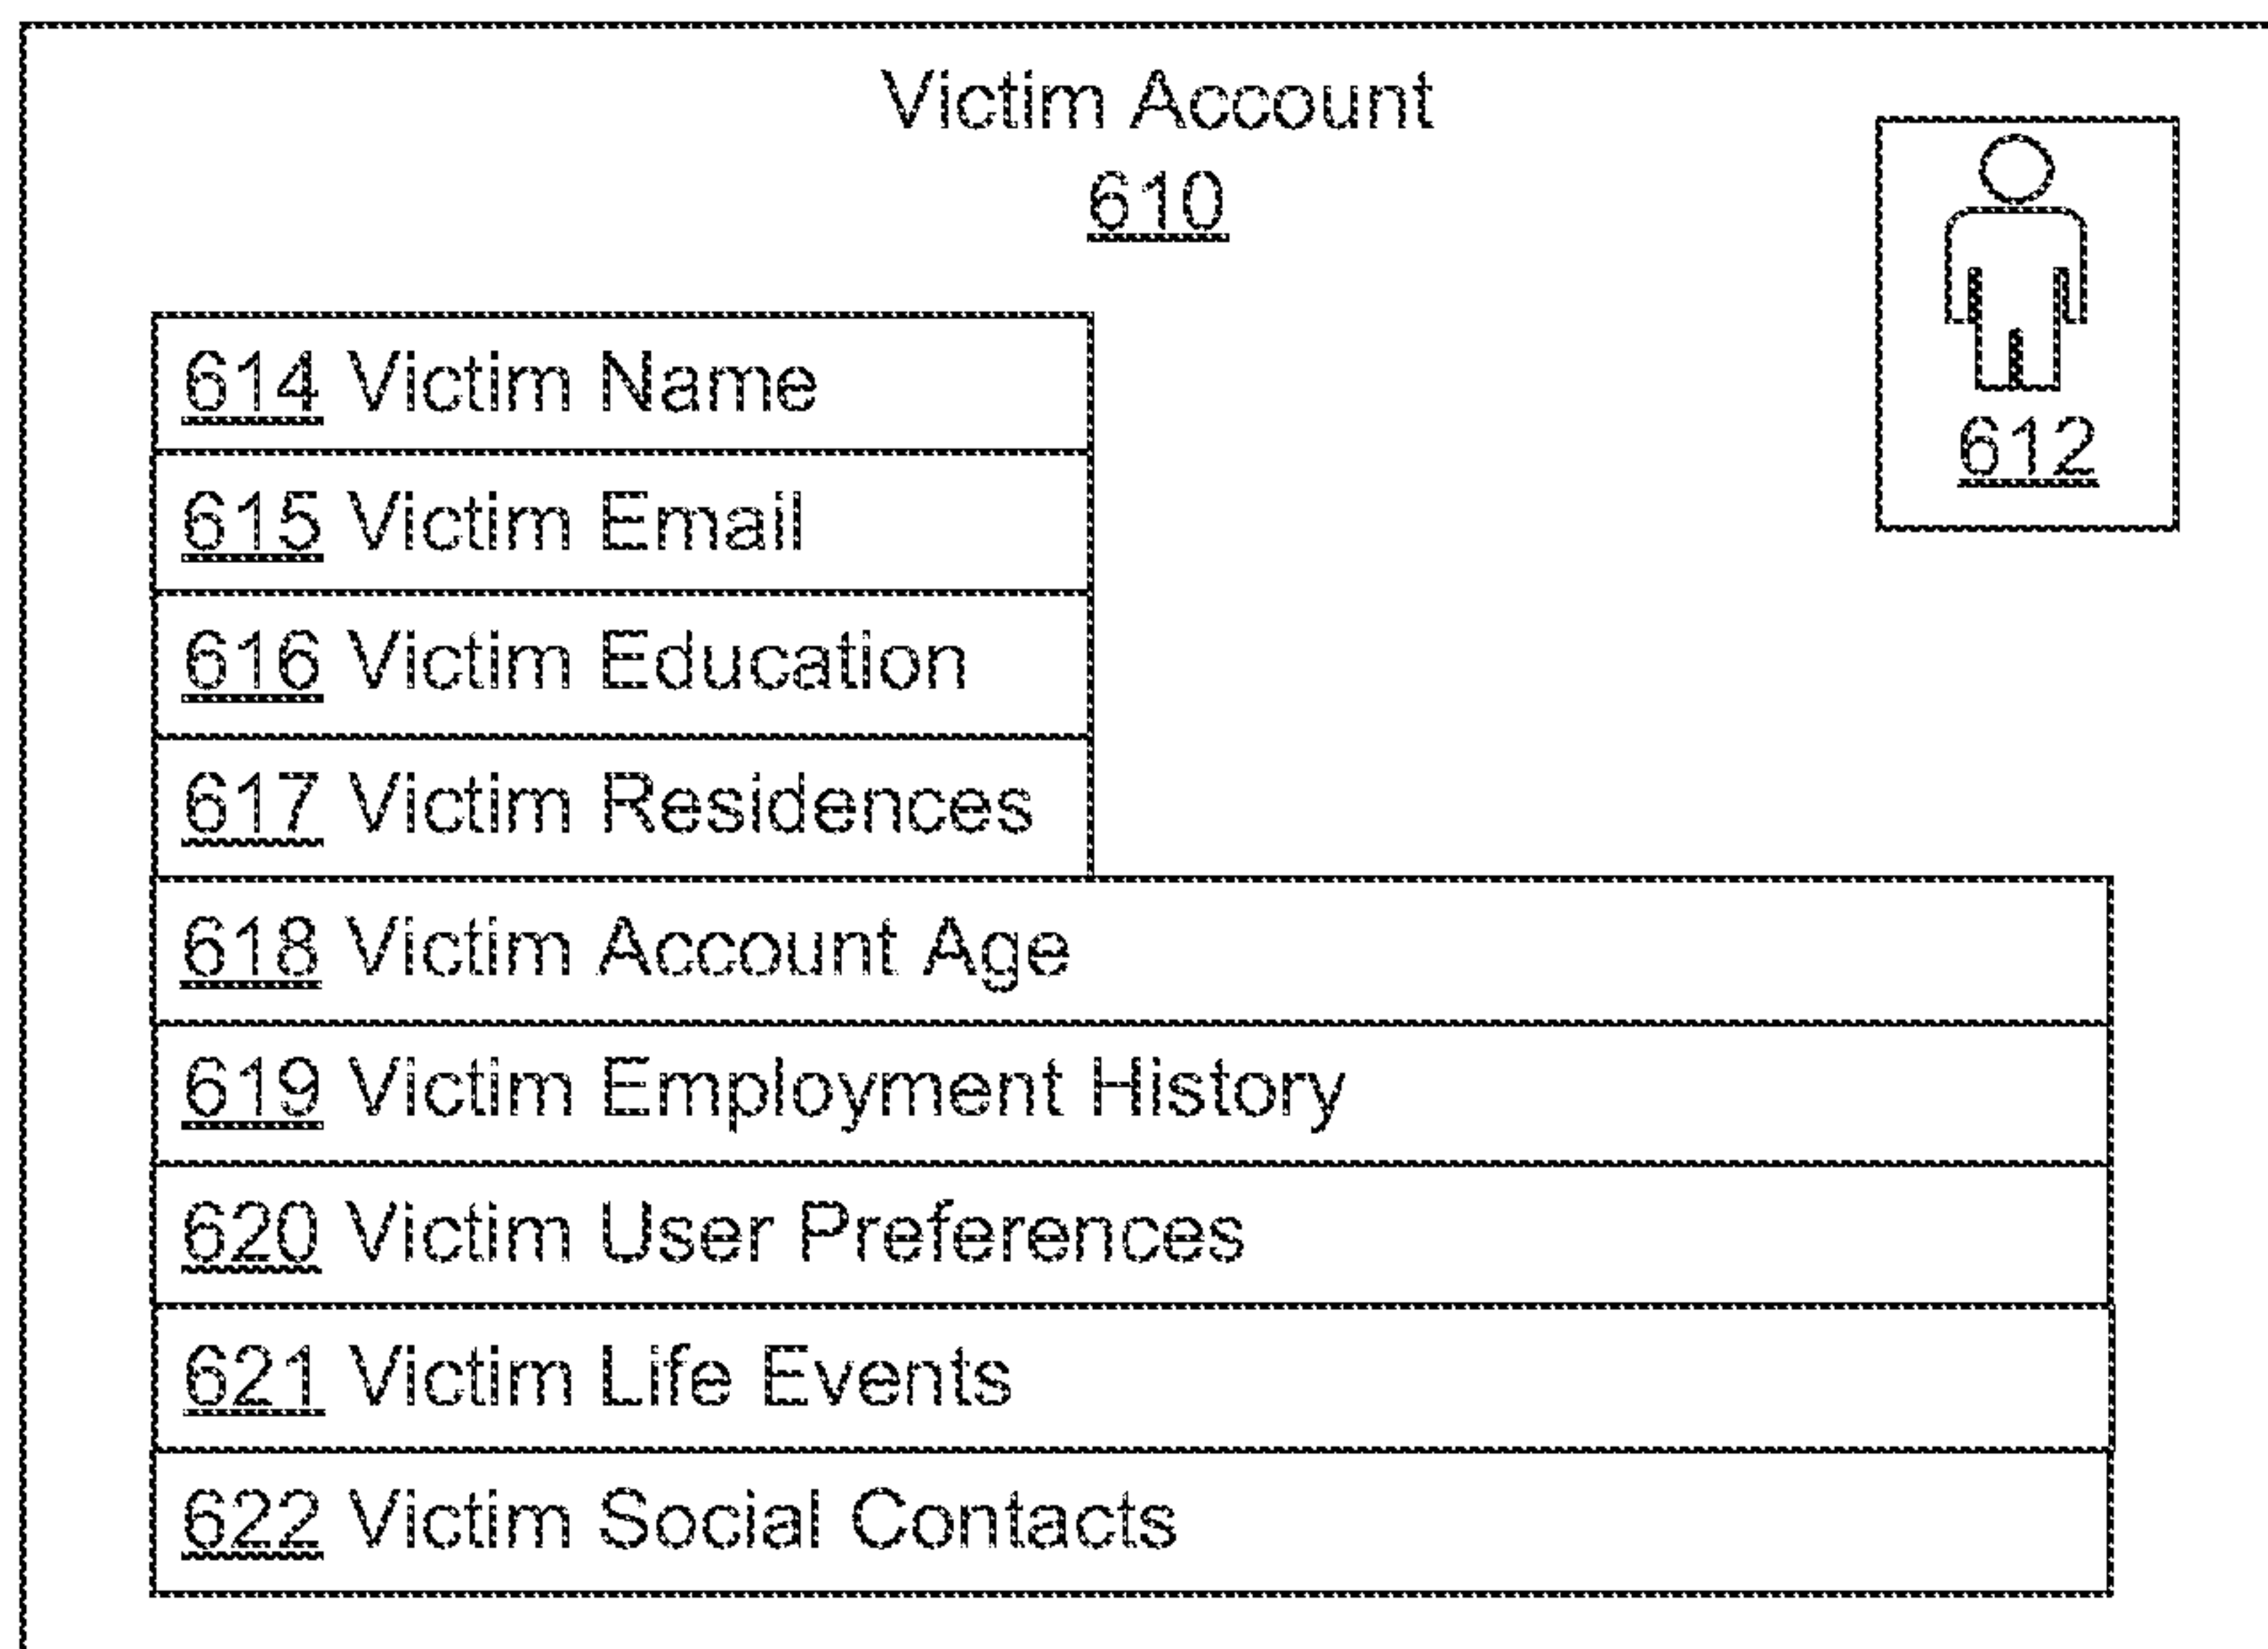 Victim Account
610
612
614 Victim Name
615 Victim Email
616 Victim Education
617 Victim Residences
618 Victim Account Age
619 Victim Employment History
620 Victim User Preferences
621 Victim Life Events
622 Victim Social Contacts